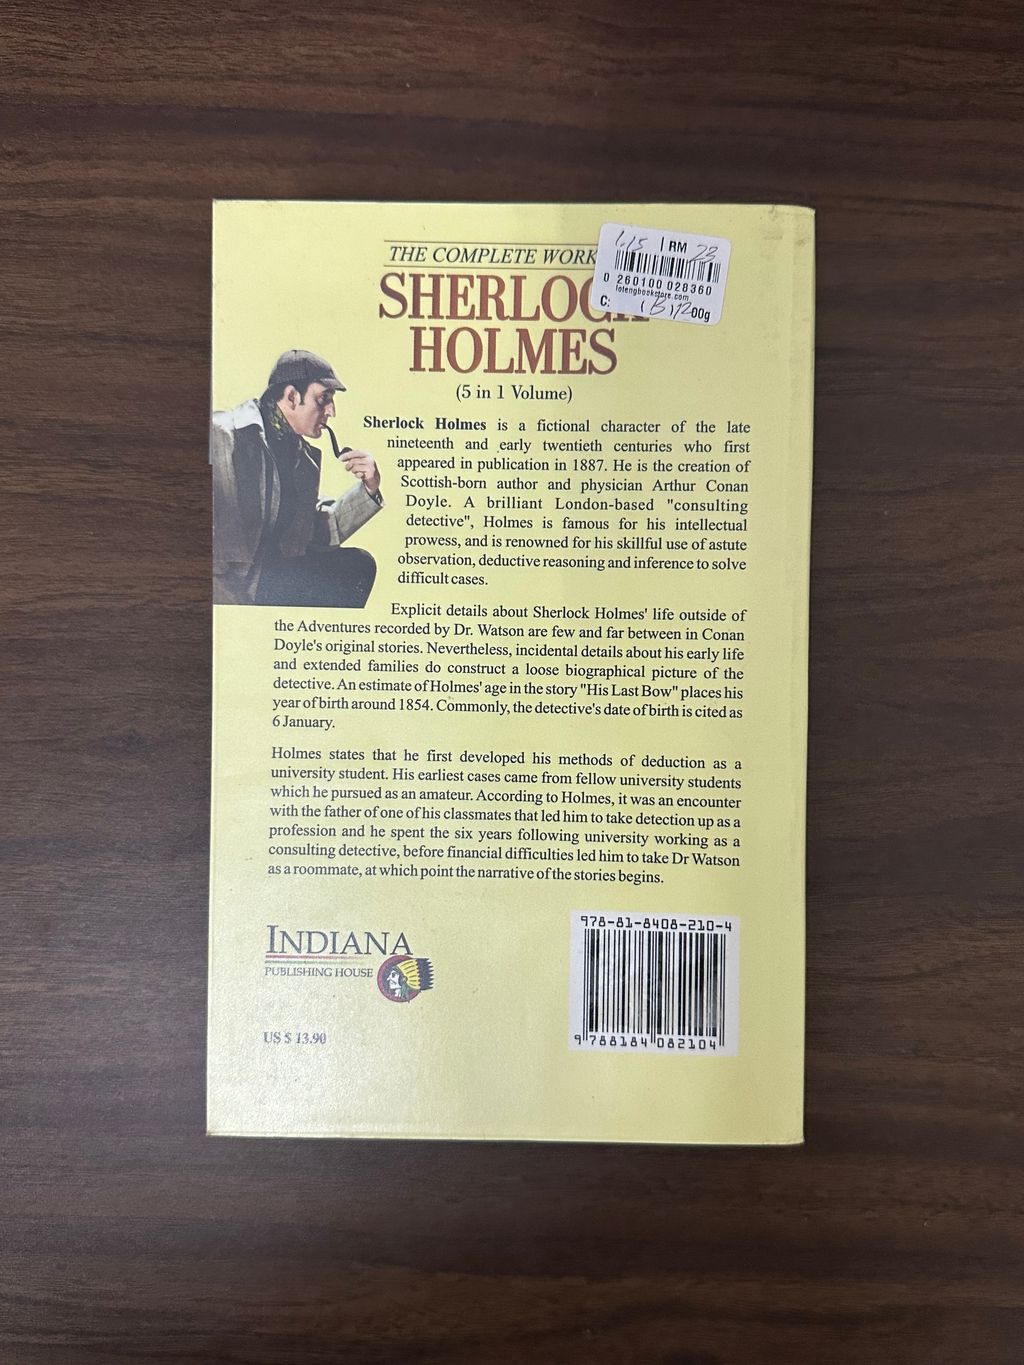 THE COMPLETE WORK
SHERLOCK
HOLMES
(5 in 1 Volume)
RM 23
0 260100 028360
lotengbookstore.com
C:
00g
Sherlock Holmes is a fictional character of the late
nineteenth and early twentieth centuries who first
appeared in publication in 1887. He is the creation of
Scottish-born author and physician Arthur Conan
Doyle. A brilliant London-based "consulting
detective", Holmes is famous for his intellectual
prowess, and is renowned for his skillful use of astute
observation, deductive reasoning and inference to solve
difficult cases.
Explicit details about Sherlock Holmes' life outside of
the Adventures recorded by Dr. Watson are few and far between in Conan
Doyle's original stories. Nevertheless, incidental details about his early life
and extended families do construct a loose biographical picture of the
detective. An estimate of Holmes' age in the story "His Last Bow" places his
year of birth around 1854. Commonly, the detective's date of birth is cited as
6 January.
Holmes states that he first developed his methods of deduction as a
university student. His earliest cases came from fellow university students
which he pursued as an amateur. According to Holmes, it was an encounter
with the father of one of his classmates that led him to take detection up as a
profession and he spent the six years following university working as a
consulting detective, before financial difficulties led him to take Dr Watson
as a roommate, at which point the narrative of the stories begins.
INDIANA
PUBLISHING HOUSE
US $ 13.90
978-81-8408-210-4
9 788184 082104